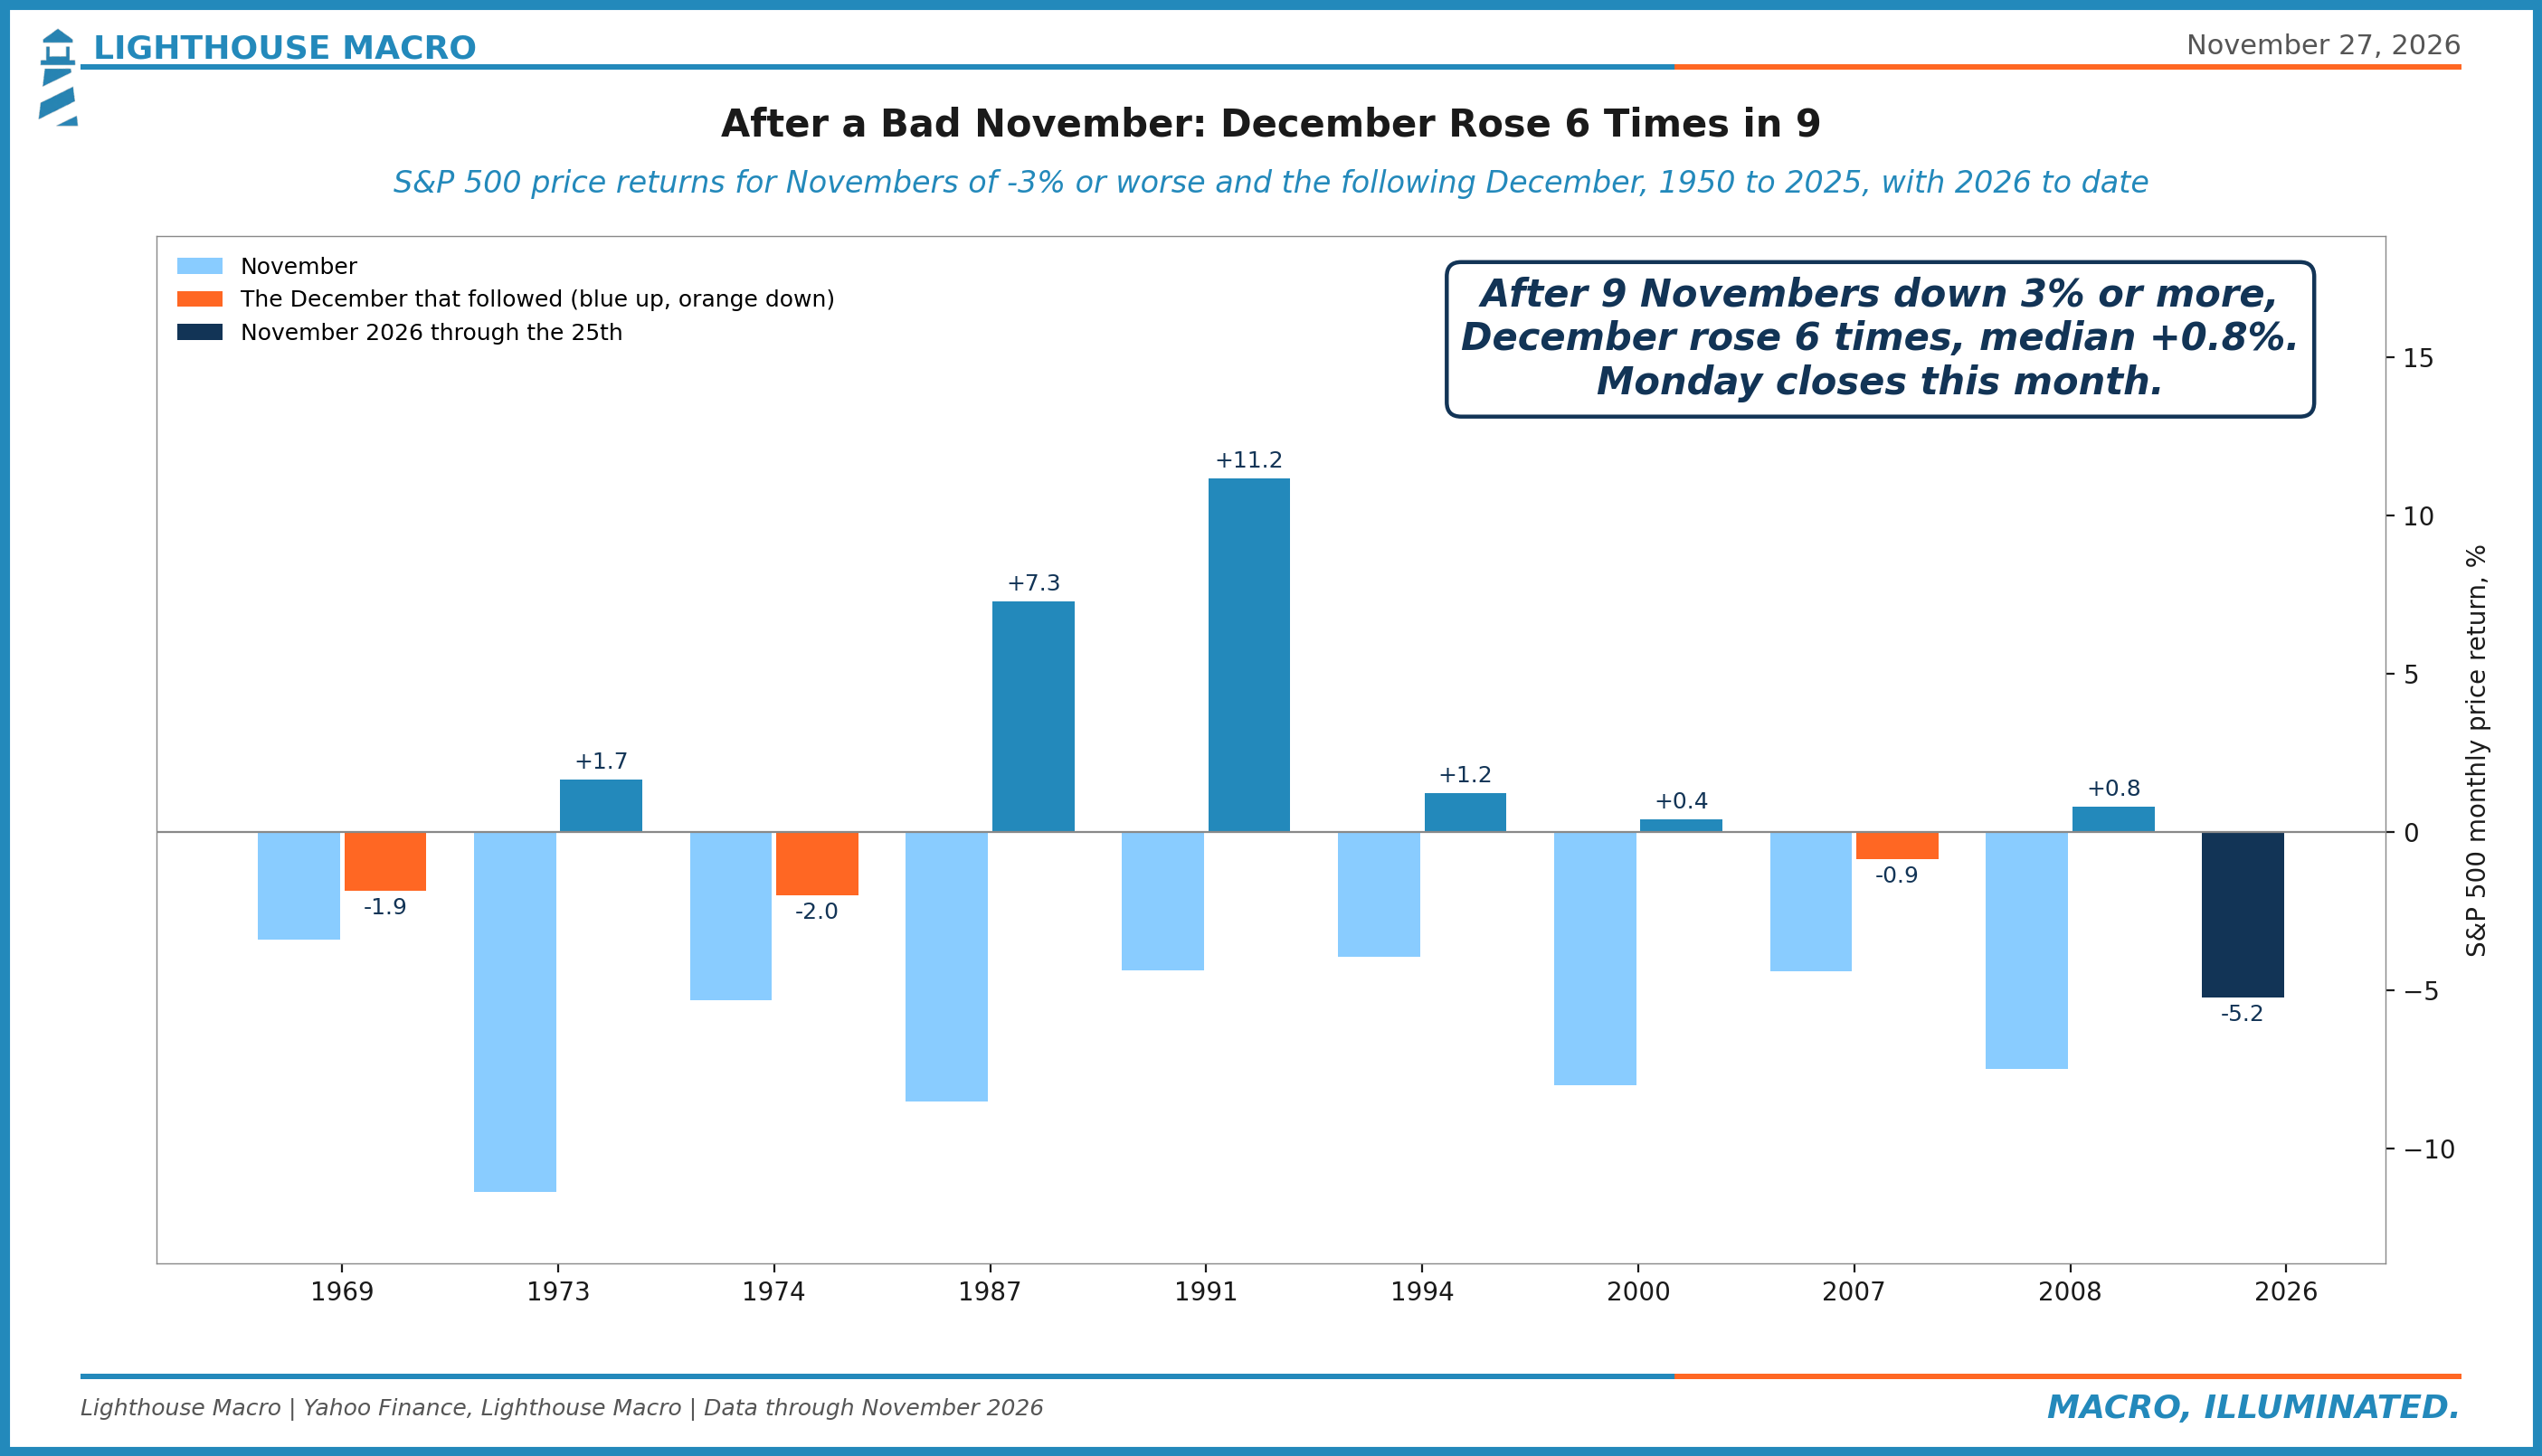 LIGHTHOUSE MACRO
November 27, 2026
After a Bad November: December Rose 6 Times in 9
S&P 500 price returns for Novembers of -3% or worse and the following December, 1950 to 2025, with 2026 to date
November
The December that followed (blue up, orange down)
November 2026 through the 25th
After 9 Novembers down 3% or more,
December rose 6 times, median +0.8%.
Monday closes this month.
15
10
5
0
−5
−10
S&P 500 monthly price return, %
-1.9
+1.7
-2.0
+7.3
+11.2
+1.2
+0.4
-0.9
+0.8
-5.2
1969
1973
1974
1987
1991
1994
2000
2007
2008
2026
Lighthouse Macro | Yahoo Finance, Lighthouse Macro | Data through November 2026
MACRO, ILLUMINATED.